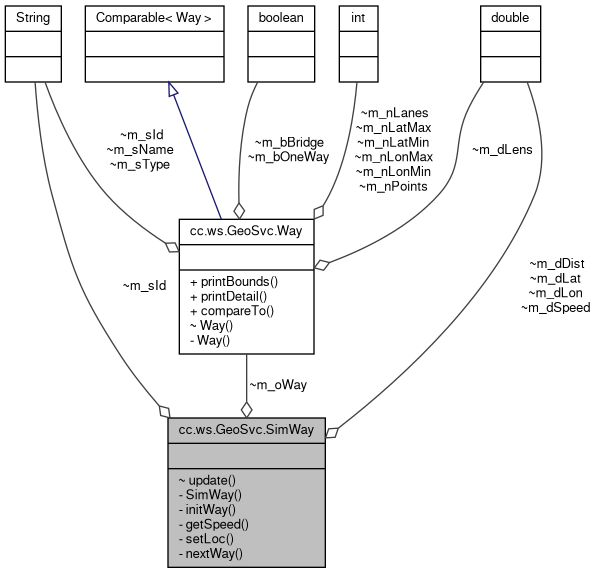 String
Comparable< Way >
boolean
int
double
~m_sId
~m_sName
~m_sType
~m_bBridge
~m_bOneWay
~m_nLanes
~m_nLatMax
~m_nLatMin
~m_nLonMax
~m_nLonMin
~m_nPoints
~m_dLens
cc.ws.GeoSvc.Way
+ printBounds()
+ printDetail()
+ compareTo()
~ Way()
- Way()
~m_sId
~m_dDist
~m_dLat
~m_dLon
~m_dSpeed
~m_oWay
cc.ws.GeoSvc.SimWay
~ update()
- SimWay()
- initWay()
- getSpeed()
- setLoc()
- nextWay()